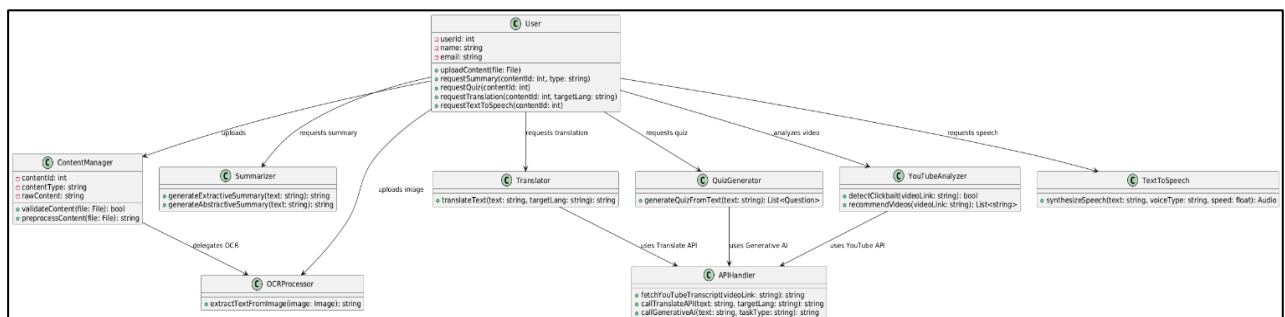 C User
userId: int
name: string
email: string
uploadContent(file: File)
requestSummary(contentId: int, type: string)
requestQuiz(contentId: int)
requestTranslation(contentId: int, targetLang: string)
requestTextToSpeech(contentId: int)
uploads
requests summary
uploads image
requests translation
requests quiz
analyzes video
requests speech
C ContentManager
contentId: int
contentType: string
rawContent: string
validateContent(file: File): bool
preprocessContent(file: File): string
C Summarizer
generateExtractiveSummary(text: string): string
generateAbstractiveSummary(text: string): string
C Translator
translateText(text: string, targetLang: string): string
C QuizGenerator
generateQuizFromText(text: string): List<Question>
C YouTubeAnalyzer
detectClickbait(videoLink: string): bool
recommendVideos(videoLink: string): List<string>
C TextToSpeech
synthesizeSpeech(text: string, voiceType: string, speed: float): Audio
delegates OCR
uses Translate API
uses Generative AI
uses YouTube API
C OCRProcessor
extractTextFromImage(image: Image): string
C APIHandler
fetchYouTubeTranscript(videoLink: string): string
callTranslateAPI(text: string, targetLang: string): string
callGenerativeAI(text: string, taskType: string): string